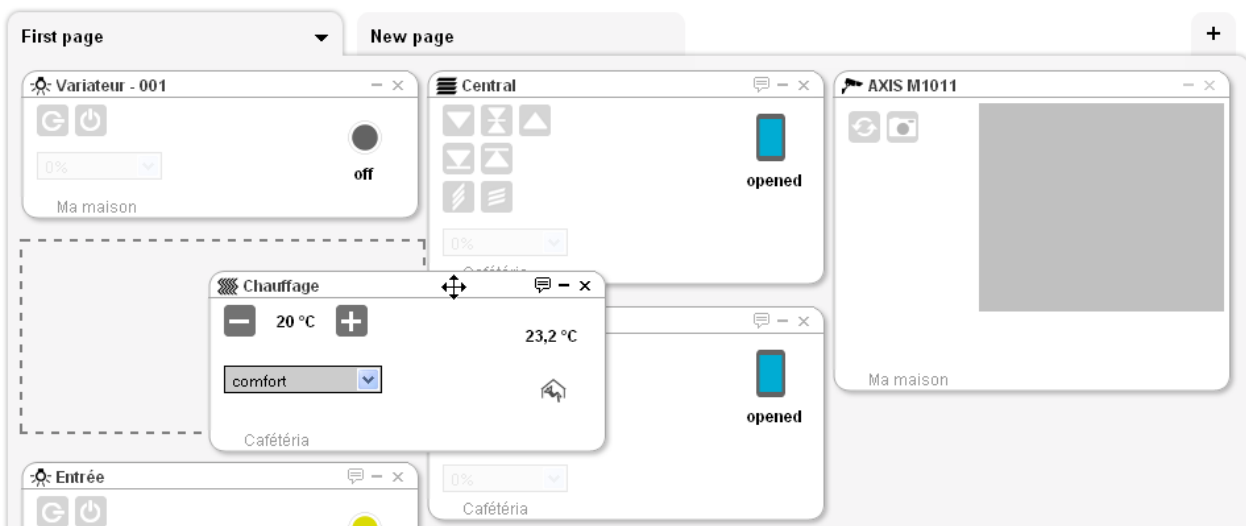 First page
New page
+
Variateur - 001
0%
off
Ma maison
Central
opened
0%
Cafétéria
AXIS M1011
Ma maison
Chauffage
20 °C
23,2 °C
comfort
Cafétéria
opened
0%
Cafétéria
Entrée